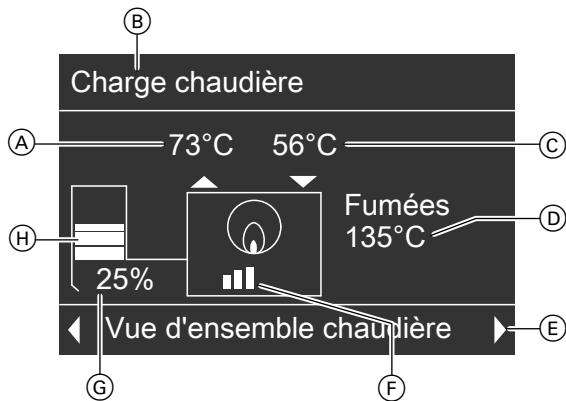 B
Charge chaudière
A 73°C 56°C C
Fumées
135°C D
H
25%
Vue d'ensemble chaudière E
G F